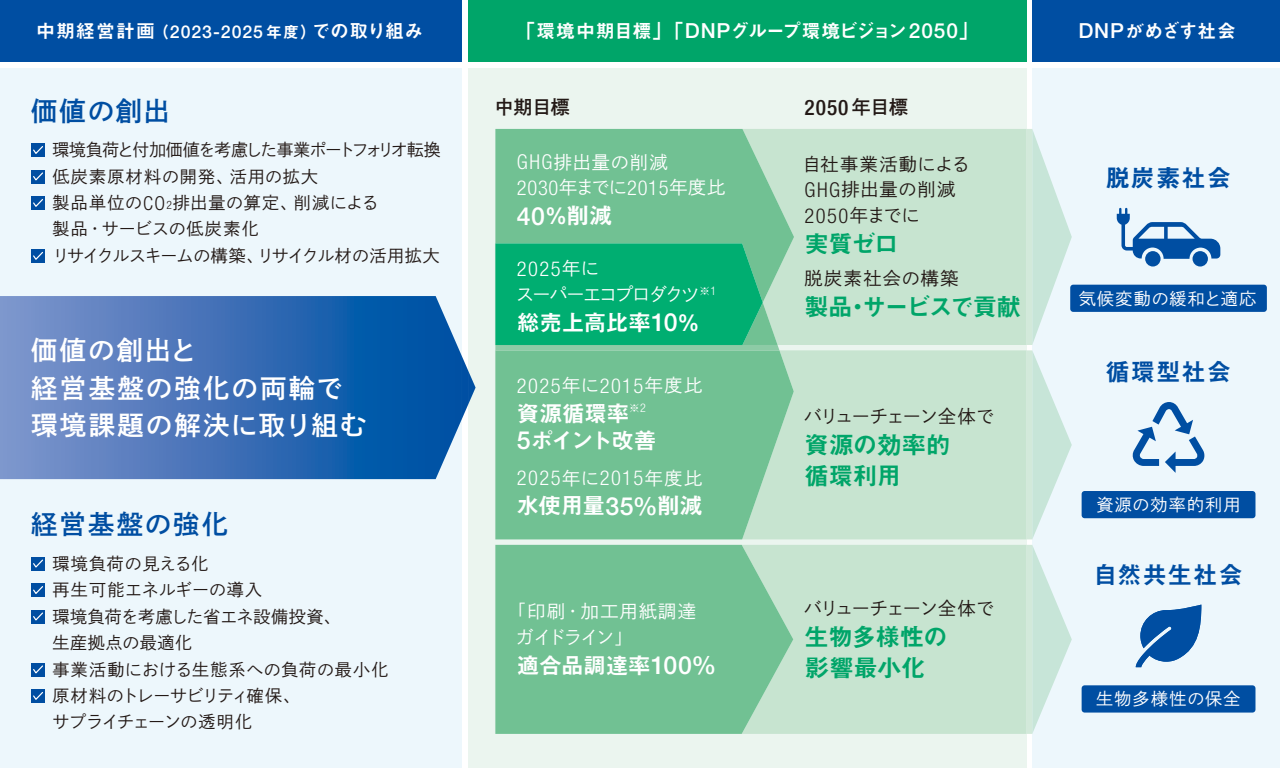 中期経営計画（2023-2025年度）での取り組み
価値の創出
環境負荷と付加価値を考慮した事業ポートフォリオ転換
低炭素原材料の開発、活用の拡大
製品単位のCO₂排出量の算定、削減による
製品・サービスの低炭素化
リサイクルスキームの構築、リサイクル材の活用拡大
価値の創出と
経営基盤の強化の両輪で
環境課題の解決に取り組む
経営基盤の強化
環境負荷の見える化
再生可能エネルギーの導入
環境負荷を考慮した省エネ設備投資、
生産拠点の最適化
事業活動における生態系への負荷の最小化
原材料のトレーサビリティ確保、
サプライチェーンの透明化
「環境中期目標」「DNPグループ環境ビジョン2050」
中期目標
GHG排出量の削減
2030年までに2015年度比
40%削減
2025年に
スーパーエコプロダクツ※1
総売上高比率10%
2025年に2015年度比
資源循環率※2
5ポイント改善
2025年に2015年度比
水使用量35%削減
「印刷・加工用紙調達
ガイドライン」
適合品調達率100%
2050年目標
自社事業活動による
GHG排出量の削減
2050年までに
実質ゼロ
脱炭素社会の構築
製品・サービスで貢献
バリューチェーン全体で
資源の効率的
循環利用
バリューチェーン全体で
生物多様性の
影響最小化
DNPがめざす社会
脱炭素社会
気候変動の緩和と適応
循環型社会
資源の効率的利用
自然共生社会
生物多様性の保全